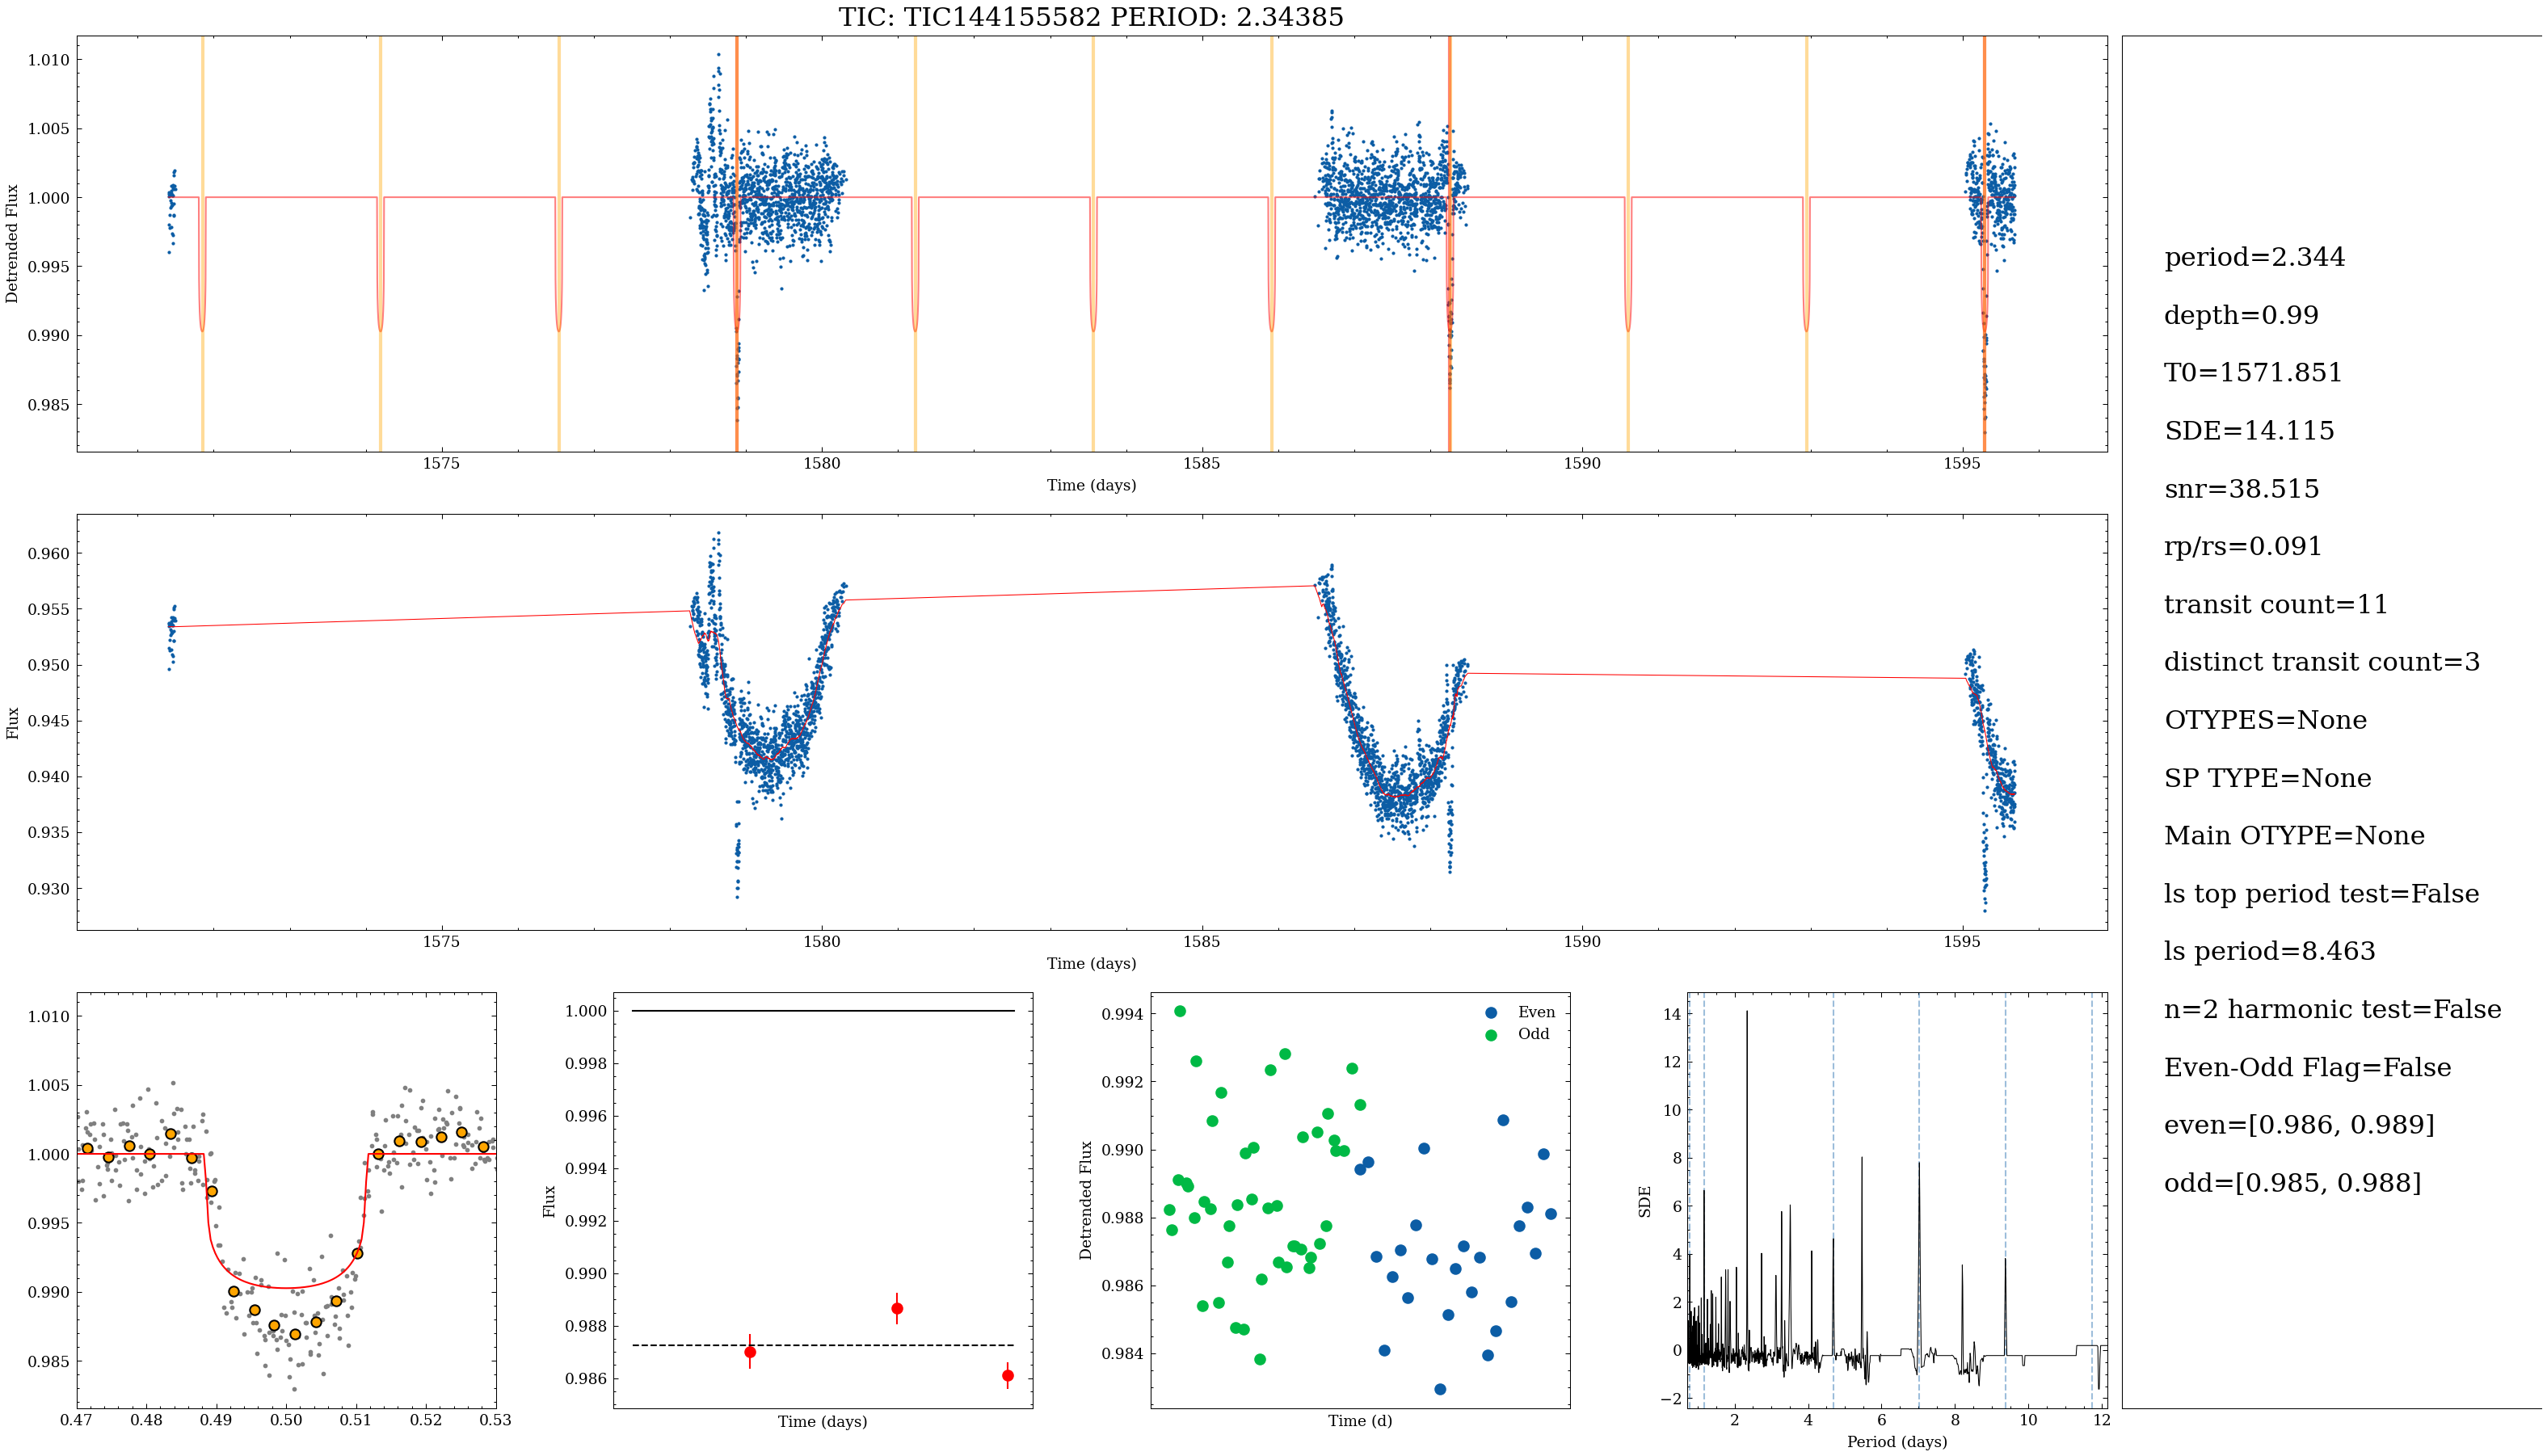 TIC: TIC144155582 PERIOD: 2.34385
1.010
1.005
1.000
0.995
0.990
0.985
Detrended Flux
1575
1580
1585
1590
1595
Time (days)
0.960
0.955
0.950
0.945
0.940
0.935
0.930
Flux
1575
1580
1585
1590
1595
Time (days)
1.010
1.005
1.000
0.995
0.990
0.985
0.47
0.48
0.49
0.50
0.51
0.52
0.53
1.000
0.998
0.996
0.994
0.992
0.990
0.988
0.986
Flux
Time (days)
0.994
0.992
0.990
0.988
0.986
0.984
Detrended Flux
Even
Odd
Time (d)
14
12
10
8
6
4
2
0
−2
SDE
2
4
6
8
10
12
Period (days)
period=2.344
depth=0.99
T0=1571.851
SDE=14.115
snr=38.515
rp/rs=0.091
transit count=11
distinct transit count=3
OTYPES=None
SP TYPE=None
Main OTYPE=None
ls top period test=False
ls period=8.463
n=2 harmonic test=False
Even-Odd Flag=False
even=[0.986, 0.989]
odd=[0.985, 0.988]